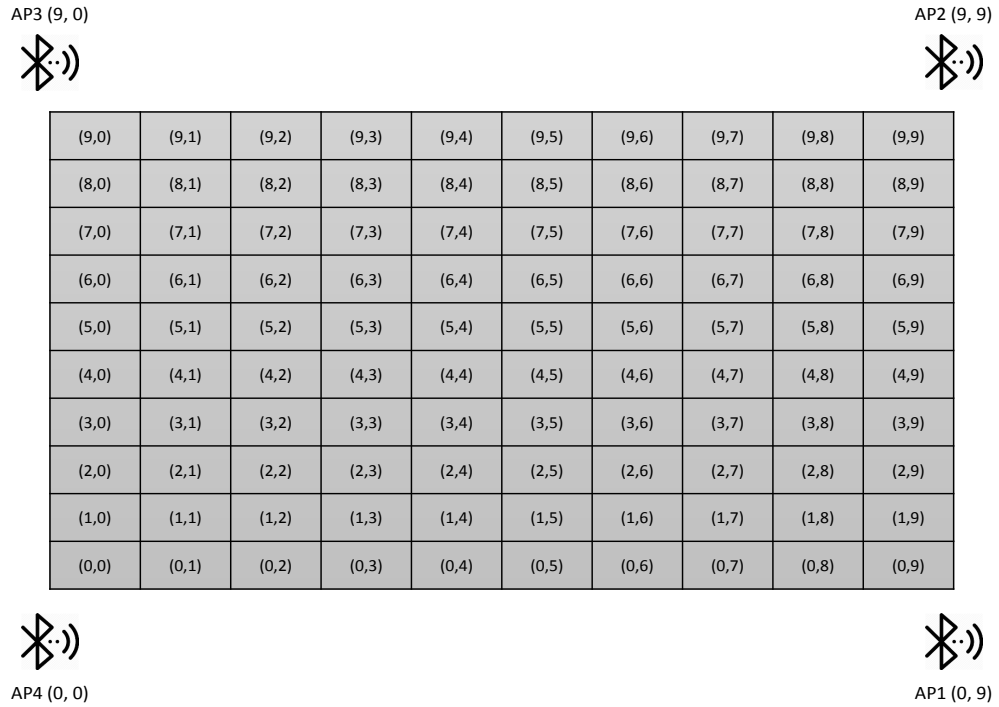 AP3 (9, 0) AP2 (9, 9)
(9,0) (9,1) (9,2) (9,3) (9,4) (9,5) (9,6) (9,7) (9,8) (9,9)
(8,0) (8,1) (8,2) (8,3) (8,4) (8,5) (8,6) (8,7) (8,8) (8,9)
(7,0) (7,1) (7,2) (7,3) (7,4) (7,5) (7,6) (7,7) (7,8) (7,9)
(6,0) (6,1) (6,2) (6,3) (6,4) (6,5) (6,6) (6,7) (6,8) (6,9)
(5,0) (5,1) (5,2) (5,3) (5,4) (5,5) (5,6) (5,7) (5,8) (5,9)
(4,0) (4,1) (4,2) (4,3) (4,4) (4,5) (4,6) (4,7) (4,8) (4,9)
(3,0) (3,1) (3,2) (3,3) (3,4) (3,5) (3,6) (3,7) (3,8) (3,9)
(2,0) (2,1) (2,2) (2,3) (2,4) (2,5) (2,6) (2,7) (2,8) (2,9)
(1,0) (1,1) (1,2) (1,3) (1,4) (1,5) (1,6) (1,7) (1,8) (1,9)
(0,0) (0,1) (0,2) (0,3) (0,4) (0,5) (0,6) (0,7) (0,8) (0,9)
AP4 (0, 0) AP1 (0, 9)